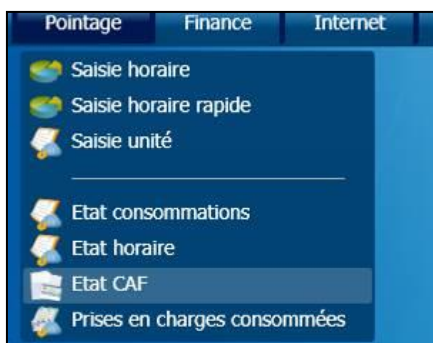 Pointage Finance Internet
Saisie horaire
Saisie horaire rapide
Saisie unité
Etat consommations
Etat horaire
Etat CAF
Prises en charges consommées